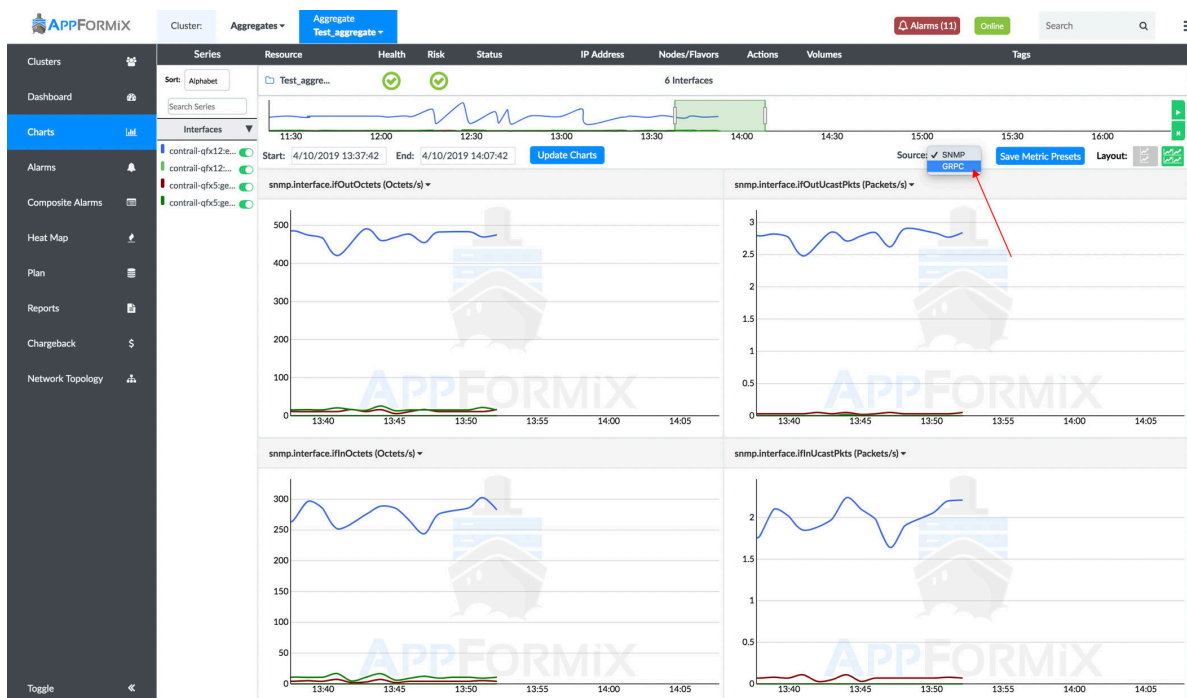 APPFORMIX
Cluster:
Aggregates
Aggregate
Test_aggregate
Alarms (11)
Online
Search
Clusters
Dashboard
Charts
Alarms
Composite Alarms
Heat Map
Plan
Reports
Chargeback
Network Topology
Toggle
Series
Sort: Alphabet
Search Series
Interfaces
contrail-qfx12:e...
contrail-qfx12:...
contrail-qfx5:ge...
contrail-qfx5:ge...
Resource Health Risk Status IP Address Nodes/Flavors Actions Volumes Tags
Test_aggre... 6 Interfaces
11:30 12:00 12:30 13:00 13:30 14:00 14:30 15:00 15:30 16:00
Start: 4/10/2019 13:37:42 End: 4/10/2019 14:07:42 Update Charts
Source: ✓ SNMP
GRPC
Save Metric Presets Layout:
snmp.interface.ifOutOctets (Octets/s)
500
400
300
200
100
0
13:40 13:45 13:50 13:55 14:00 14:05
APPFORMIX
snmp.interface.ifOutUcastPkts (Packets/s)
3
2.5
2
1.5
1
0.5
0
13:40 13:45 13:50 13:55 14:00 14:05
APPFORMIX
snmp.interface.ifInOctets (Octets/s)
300
250
200
150
100
50
0
13:40 13:45 13:50 13:55 14:00 14:05
APPFORMIX
snmp.interface.ifInUcastPkts (Packets/s)
2
1.5
1
0.5
0
13:40 13:45 13:50 13:55 14:00 14:05
APPFORMIX